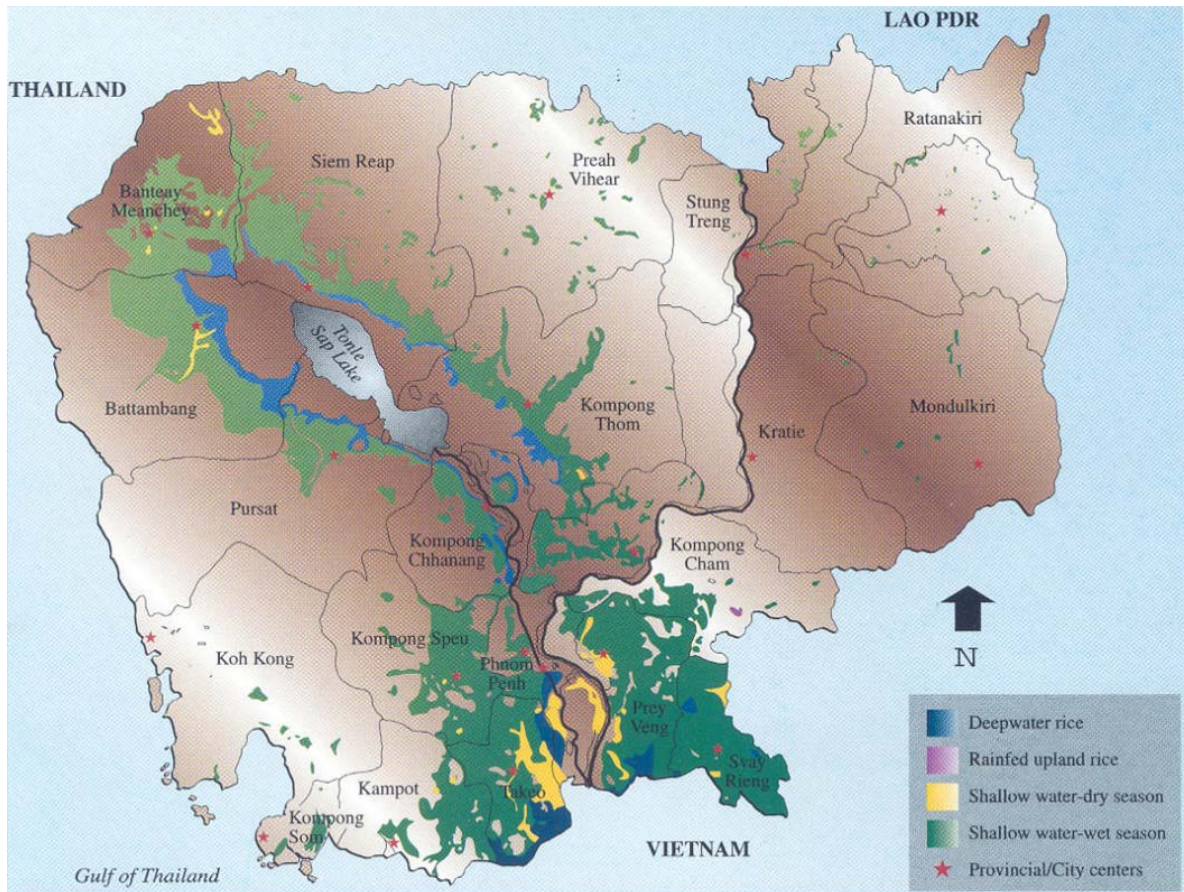 LAO PDR
THAILAND
Ratanakiri
Siem Reap
Preah
Vihear
Banteay
Meanchey
Stung
Treng
Tonle
Sap Lake
Battambang
Kompong
Thom
Mondulkiri
Kratie
Pursat
Kompong
Chhanang
Kompong
Cham
Kompong Speu
Koh Kong
Phnom
Penh
N
Prey
Veng
Svay
Rieng
Takeo
Kampot
Kompong
Som
VIETNAM
Gulf of Thailand
Deepwater rice
Rainfed upland rice
Shallow water-dry season
Shallow water-wet season
Provincial/City centers